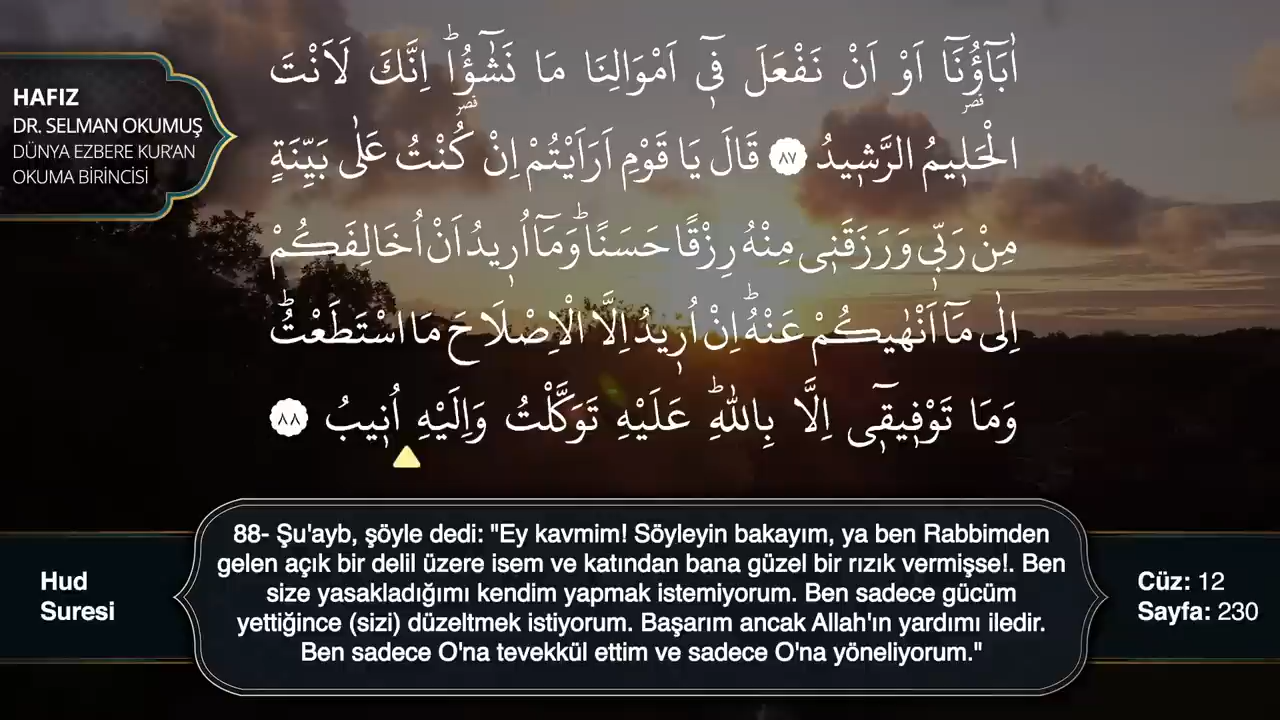 HAFIZ
DR. SELMAN OKUMUŞ
DÜNYA EZBERE KUR'AN
OKUMA BİRİNCİSİ
اٰبَٓاؤُ۬نَٓا اَوْ اَنْ نَفْعَلَ ف۪ٓي اَمْوَالِنَا مَا نَشٰٓؤُ۬اۜ اِنَّكَ لَاَنْتَ
الْحَل۪يمُ الرَّش۪يدُ ﴿٨٧﴾ قَالَ يَا قَوْمِ اَرَاَيْتُمْ اِنْ كُنْتُ عَلٰى بَيِّنَةٍ
مِنْ رَبّ۪ي وَرَزَقَن۪ي مِنْهُ رِزْقًا حَسَنًاۜ وَمَٓا اُر۪يدُ اَنْ اُخَالِفَكُمْ
اِلٰى مَٓا اَنْهٰيكُمْ عَنْهُۜ اِنْ اُر۪يدُ اِلَّا الْاِصْلَاحَ مَا اسْتَطَعْتُۜ
وَمَا تَوْف۪يق۪ٓي اِلَّا بِاللّٰهِۜ عَلَيْهِ تَوَكَّلْتُ وَاِلَيْهِ اُن۪يبُ ﴿٨٨﴾
Hud
Suresi
88- Şu'ayb, şöyle dedi: "Ey kavmim! Söyleyin bakayım, ya ben Rabbimden
gelen açık bir delil üzere isem ve katından bana güzel bir rızık vermişse!. Ben
size yasakladığımı kendim yapmak istemiyorum. Ben sadece gücüm
yettiğince (sizi) düzeltmek istiyorum. Başarım ancak Allah'ın yardımı iledir.
Ben sadece O'na tevekkül ettim ve sadece O'na yöneliyorum."
Cüz: 12
Sayfa: 230